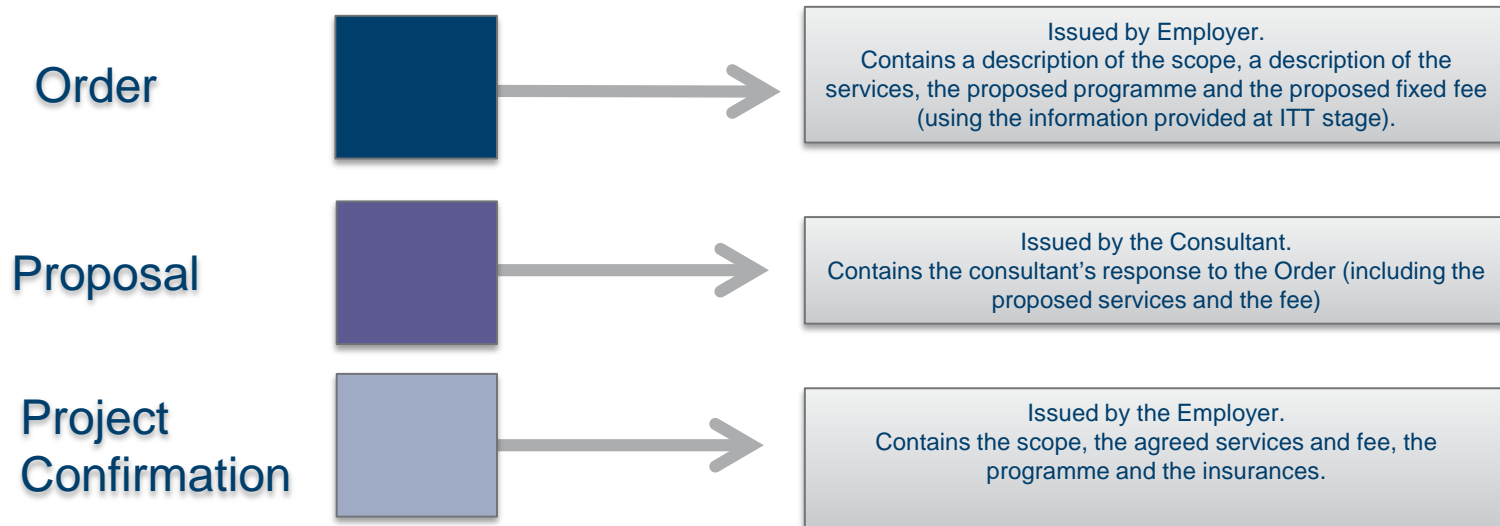 Order
Issued by Employer.
Contains a description of the scope, a description of the
services, the proposed programme and the proposed fixed fee
(using the information provided at ITT stage).
Proposal
Issued by the Consultant.
Contains the consultant’s response to the Order (including the
proposed services and the fee)
Project
Confirmation
Issued by the Employer.
Contains the scope, the agreed services and fee, the
programme and the insurances.